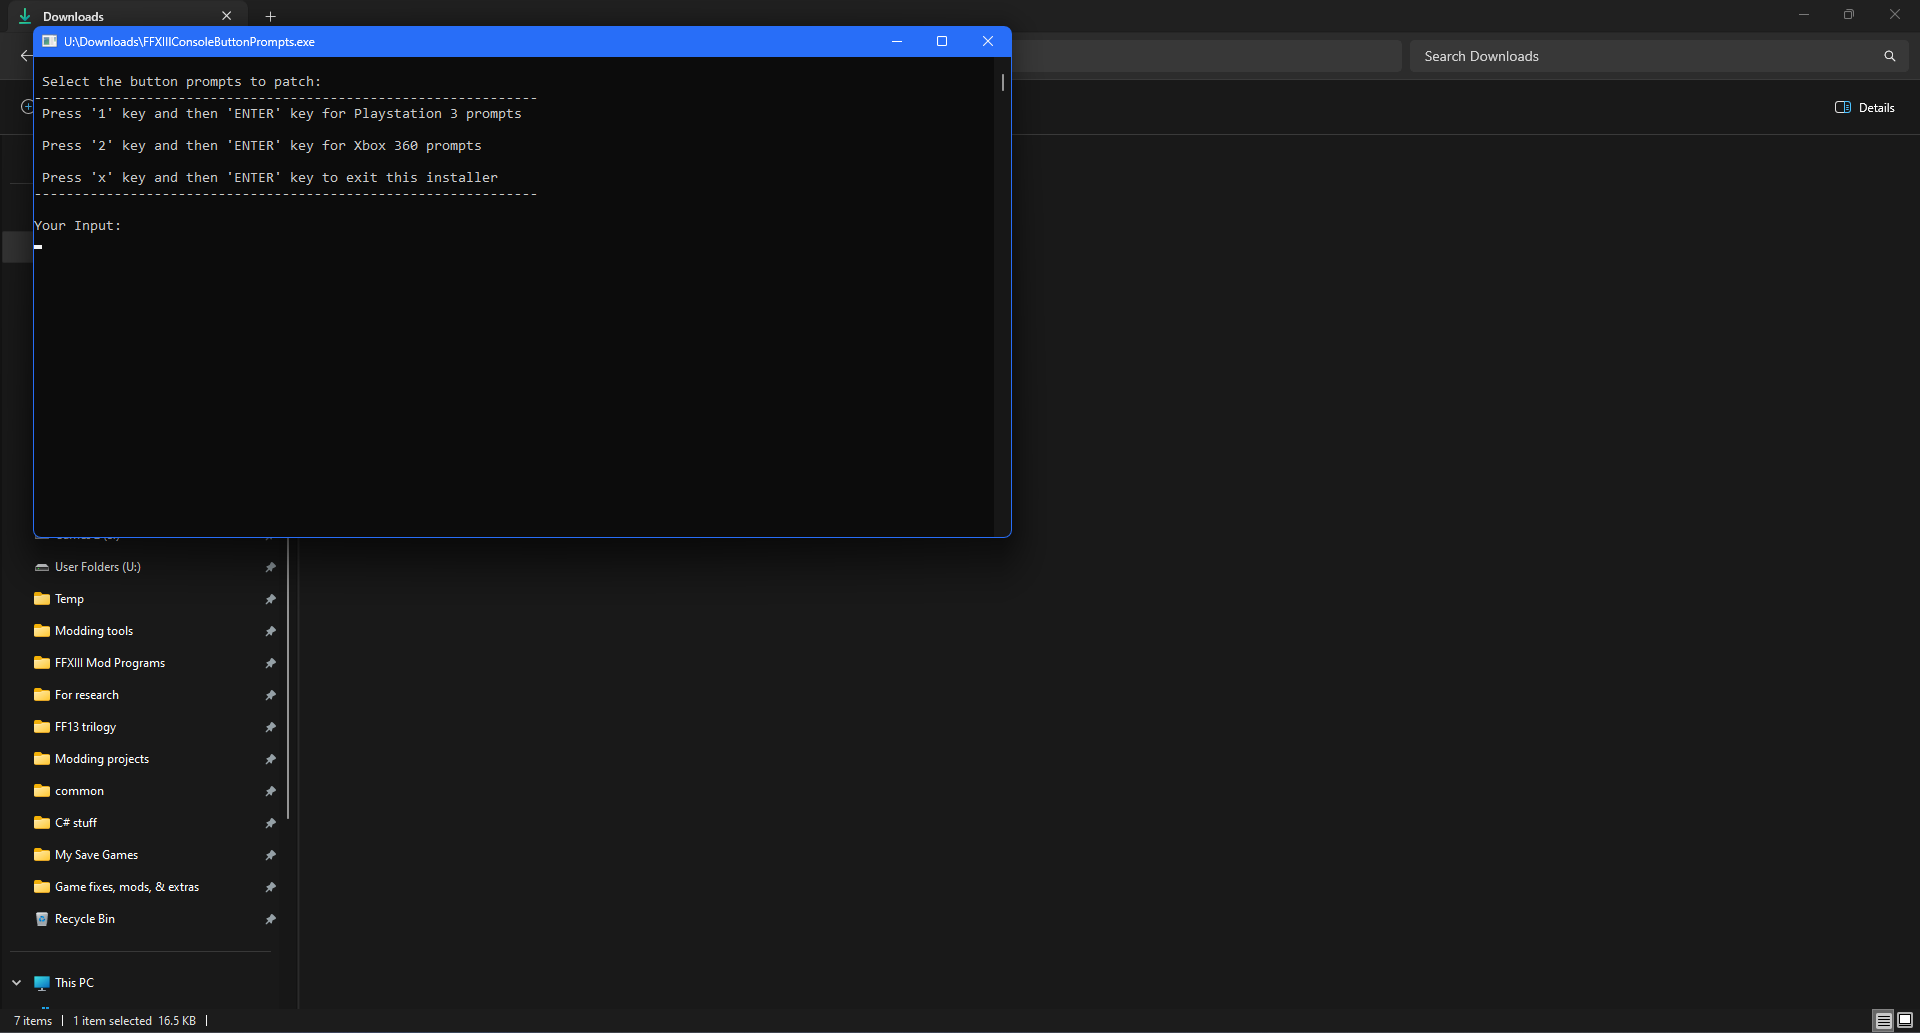 Downloads
U:\Downloads\FFXIIIConsoleButtonPrompts.exe
Search Downloads
Details
Select the button prompts to patch:
---------------------------------------------------------------
Press '1' key and then 'ENTER' key for Playstation 3 prompts
Press '2' key and then 'ENTER' key for Xbox 360 prompts
Press 'x' key and then 'ENTER' key to exit this installer
---------------------------------------------------------------
Your Input:
User Folders (U:)
Temp
Modding tools
FFXIII Mod Programs
For research
FF13 trilogy
Modding projects
common
C# stuff
My Save Games
Game fixes, mods, & extras
Recycle Bin
This PC
7 items | 1 item selected 16.5 KB |